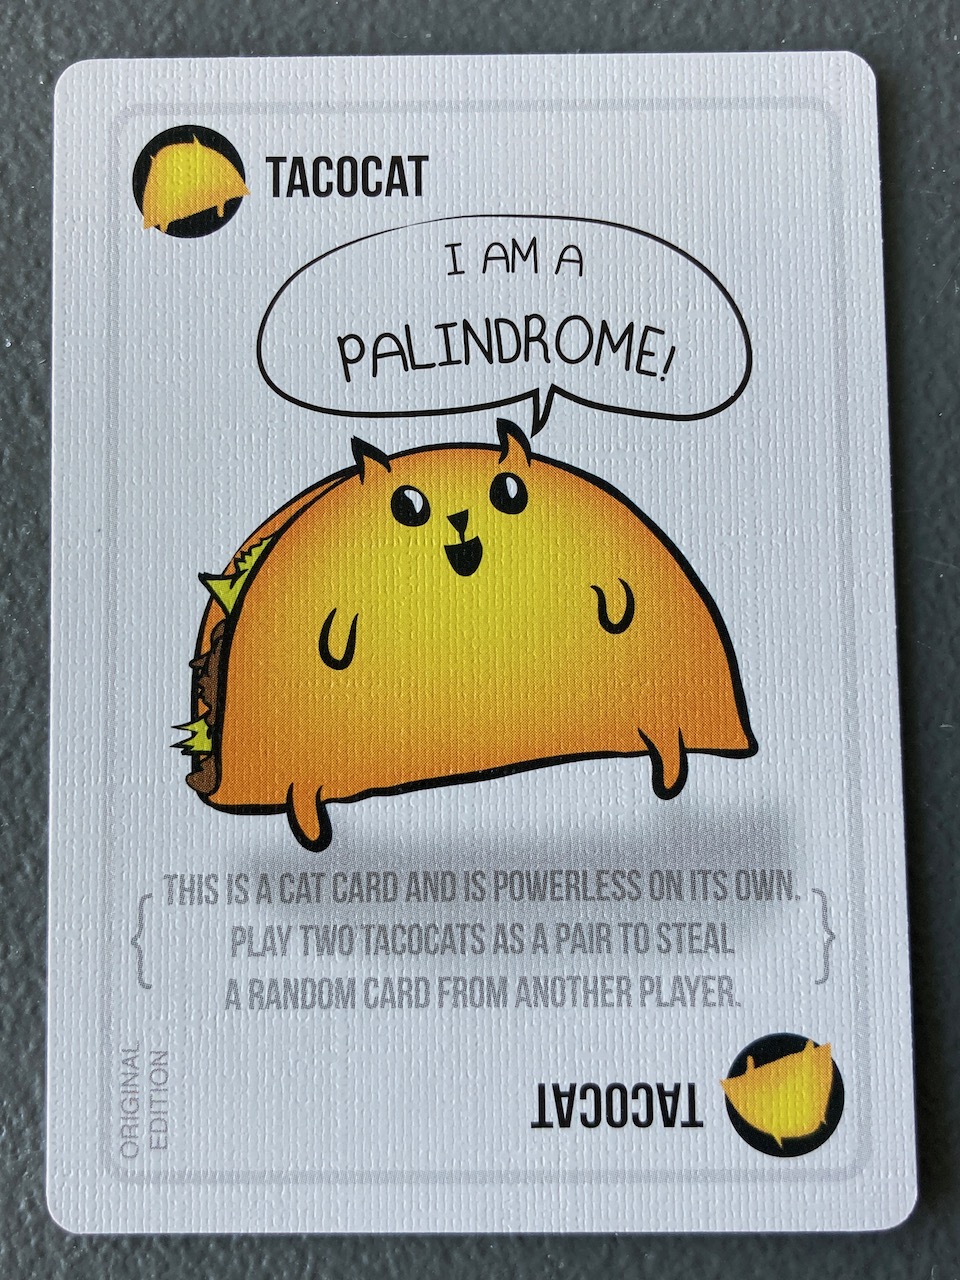 TACOCAT
I AM A
PALINDROME!
THIS IS A CAT CARD AND IS POWERLESS ON ITS OWN.
PLAY TWO TACOCATS AS A PAIR TO STEAL
A RANDOM CARD FROM ANOTHER PLAYER.
ORIGINAL
EDITION
TACOCAT